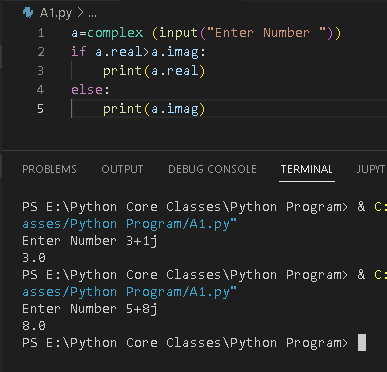 A1.py > ...
1 a=complex (input("Enter Number "))
2 if a.real>a.imag:
3     print(a.real)
4 else:
5     print(a.imag)
PROBLEMS OUTPUT DEBUG CONSOLE TERMINAL JUPYT
PS E:\Python Core Classes\Python Program> & C:
asses/Python Program/A1.py"
Enter Number 3+1j
3.0
PS E:\Python Core Classes\Python Program> & C:
asses/Python Program/A1.py"
Enter Number 5+8j
8.0
PS E:\Python Core Classes\Python Program>